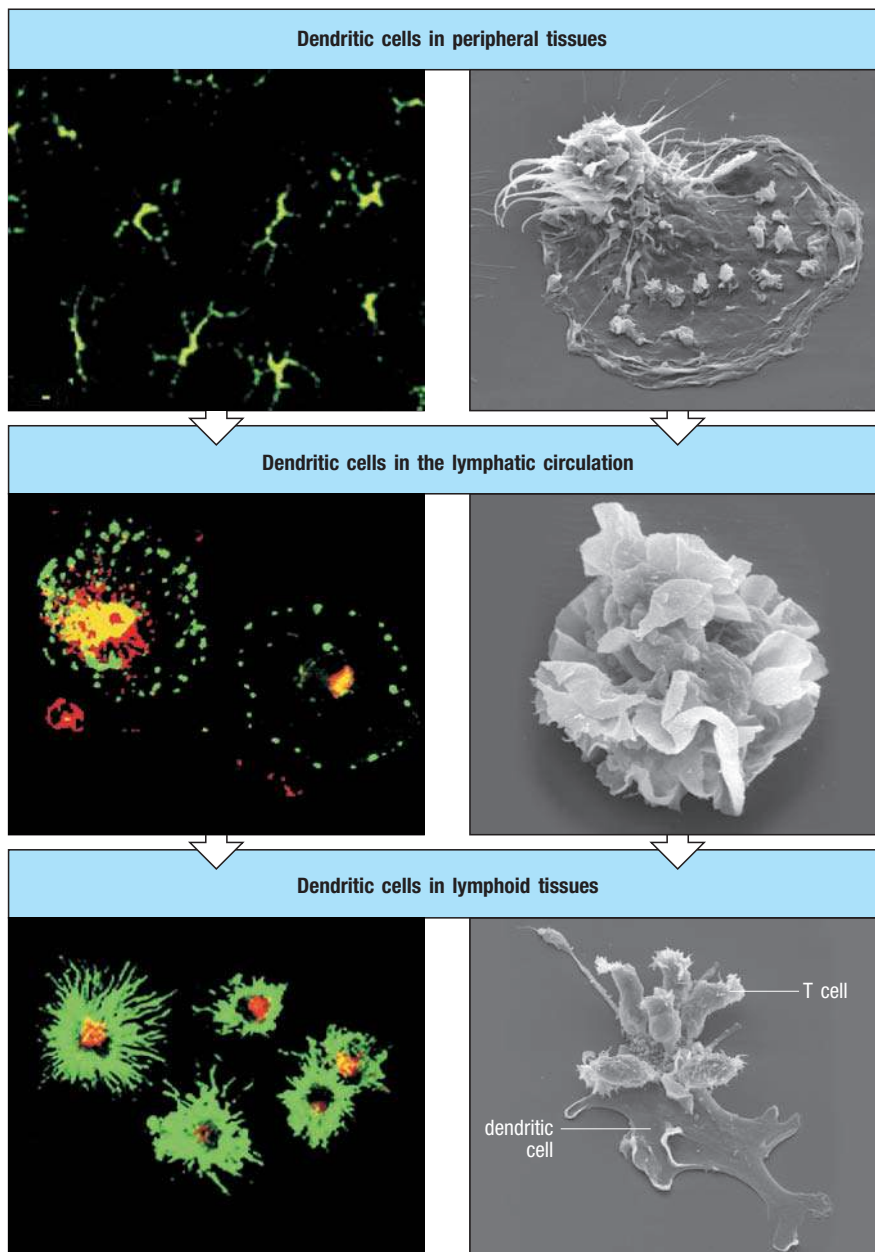 Dendritic cells in peripheral tissues
Dendritic cells in the lymphatic circulation
Dendritic cells in lymphoid tissues
T cell
dendritic
cell